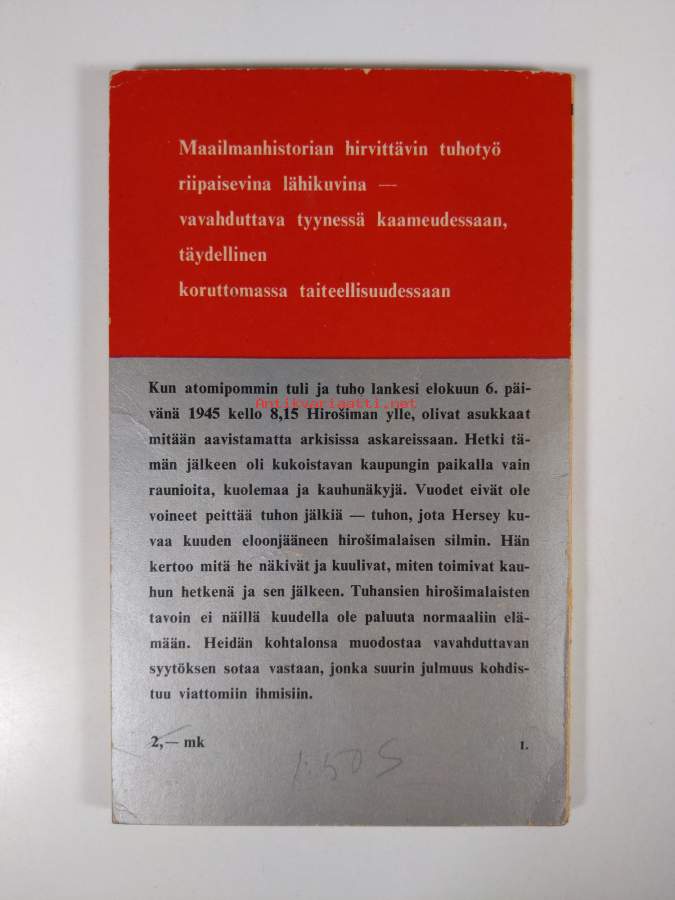 Maailmanhistorian hirvittävin tuhotyö
riipaisevina lähikuvina —
vavahduttava tyynessä kaameudessaan,
täydellinen
koruttomassa taiteellisuudessaan
Kun atomipommin tuli ja tuho lankesi elokuun 6. päi-
Antikvariaatti.net
vänä 1945 kello 8,15 Hirošiman ylle, olivat asukkaat
mitään aavistamatta arkisissa askareissaan. Hetki tä-
män jälkeen oli kukoistavan kaupungin paikalla vain
raunioita, kuolemaa ja kauhunäkyjä. Vuodet eivät ole
voineet peittää tuhon jälkiä — tuhon, jota Hersey ku-
vaa kuuden eloonjääneen hirošimalaisen silmin. Hän
kertoo mitä he näkivät ja kuulivat, miten toimivat kau-
hun hetkenä ja sen jälkeen. Tuhansien hirošimalaisten
tavoin ei näillä kuudella ole paluuta normaaliin elä-
mään. Heidän kohtalonsa muodostaa vavahduttavan
syytöksen sotaa vastaan, jonka suurin julmuus kohdis-
tuu viattomiin ihmisiin.
2,— mk
1.